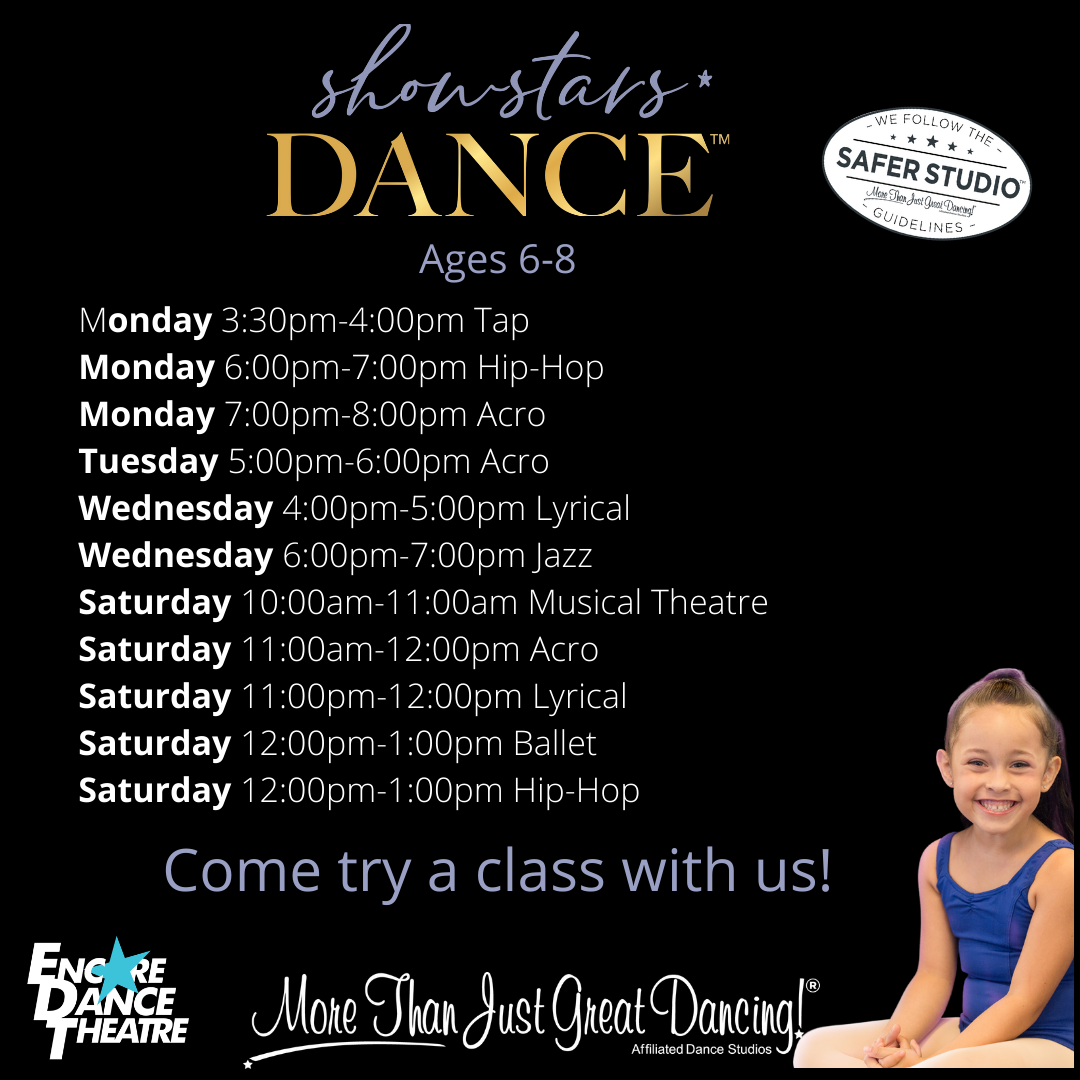 showstars
DANCE™
Ages 6-8
- WE FOLLOW THE -
SAFER STUDIO™
More Than Just Great Dancing!
- GUIDELINES -
Monday 3:30pm-4:00pm Tap
Monday 6:00pm-7:00pm Hip-Hop
Monday 7:00pm-8:00pm Acro
Tuesday 5:00pm-6:00pm Acro
Wednesday 4:00pm-5:00pm Lyrical
Wednesday 6:00pm-7:00pm Jazz
Saturday 10:00am-11:00am Musical Theatre
Saturday 11:00am-12:00pm Acro
Saturday 11:00pm-12:00pm Lyrical
Saturday 12:00pm-1:00pm Ballet
Saturday 12:00pm-1:00pm Hip-Hop
Come try a class with us!
ENCORE
DANCE
THEATRE
More Than Just Great Dancing!®
Affiliated Dance Studios